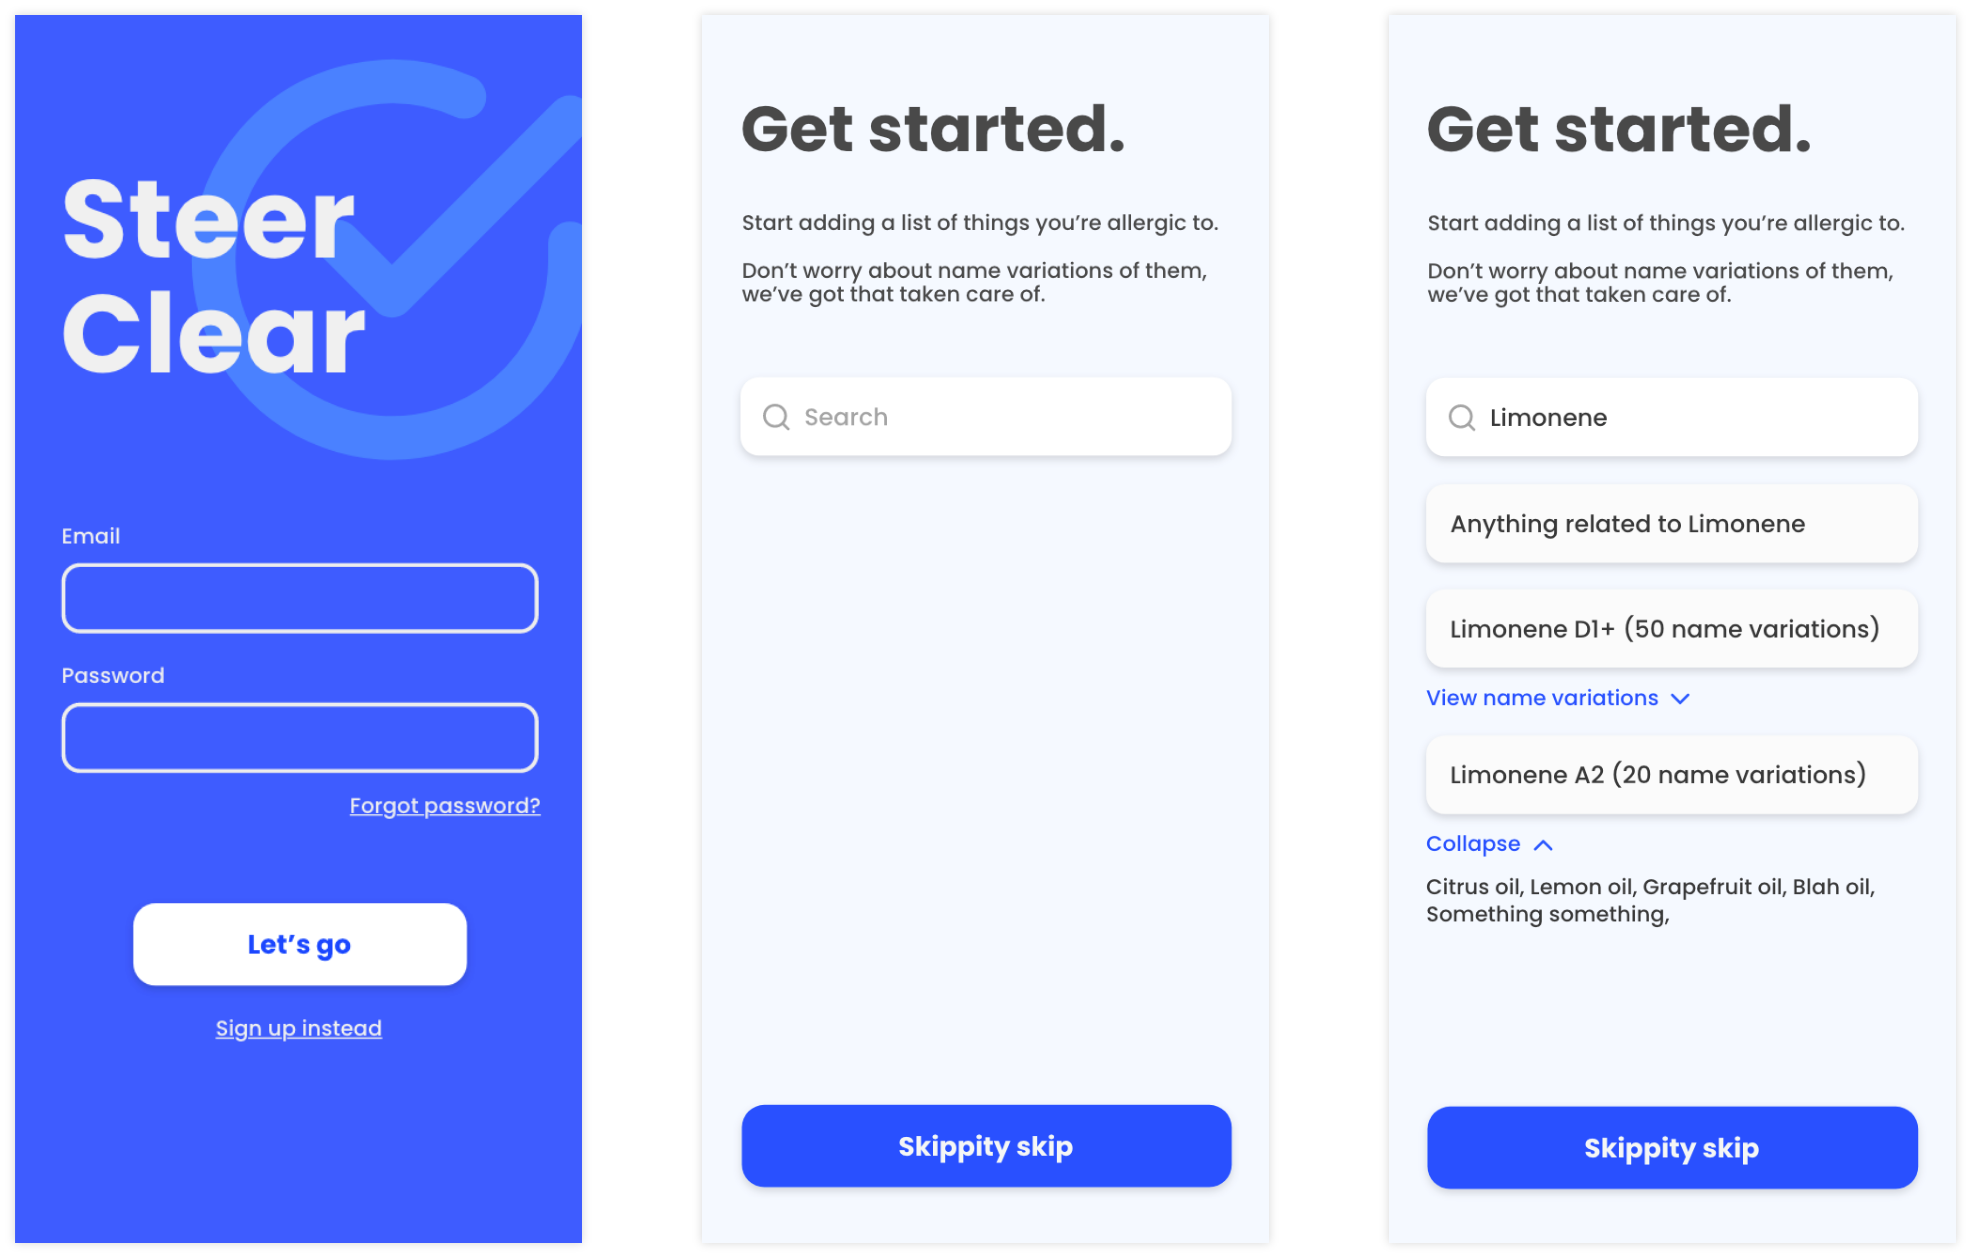 Steer
Clear
Email
Password
Forgot password?
Let’s go
Sign up instead
Get started.
Start adding a list of things you’re allergic to.
Don’t worry about name variations of them,
we’ve got that taken care of.
Search
Skippity skip
Get started.
Start adding a list of things you’re allergic to.
Don’t worry about name variations of them,
we’ve got that taken care of.
Limonene
Anything related to Limonene
Limonene D1+ (50 name variations)
View name variations
Limonene A2 (20 name variations)
Collapse
Citrus oil, Lemon oil, Grapefruit oil, Blah oil,
Something something,
Skippity skip